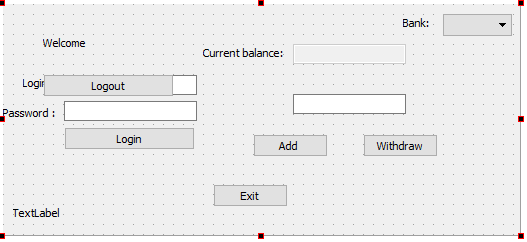 Bank:
Welcome
Current balance:
Login
Logout
Password :
Login
Add
Withdraw
Exit
TextLabel